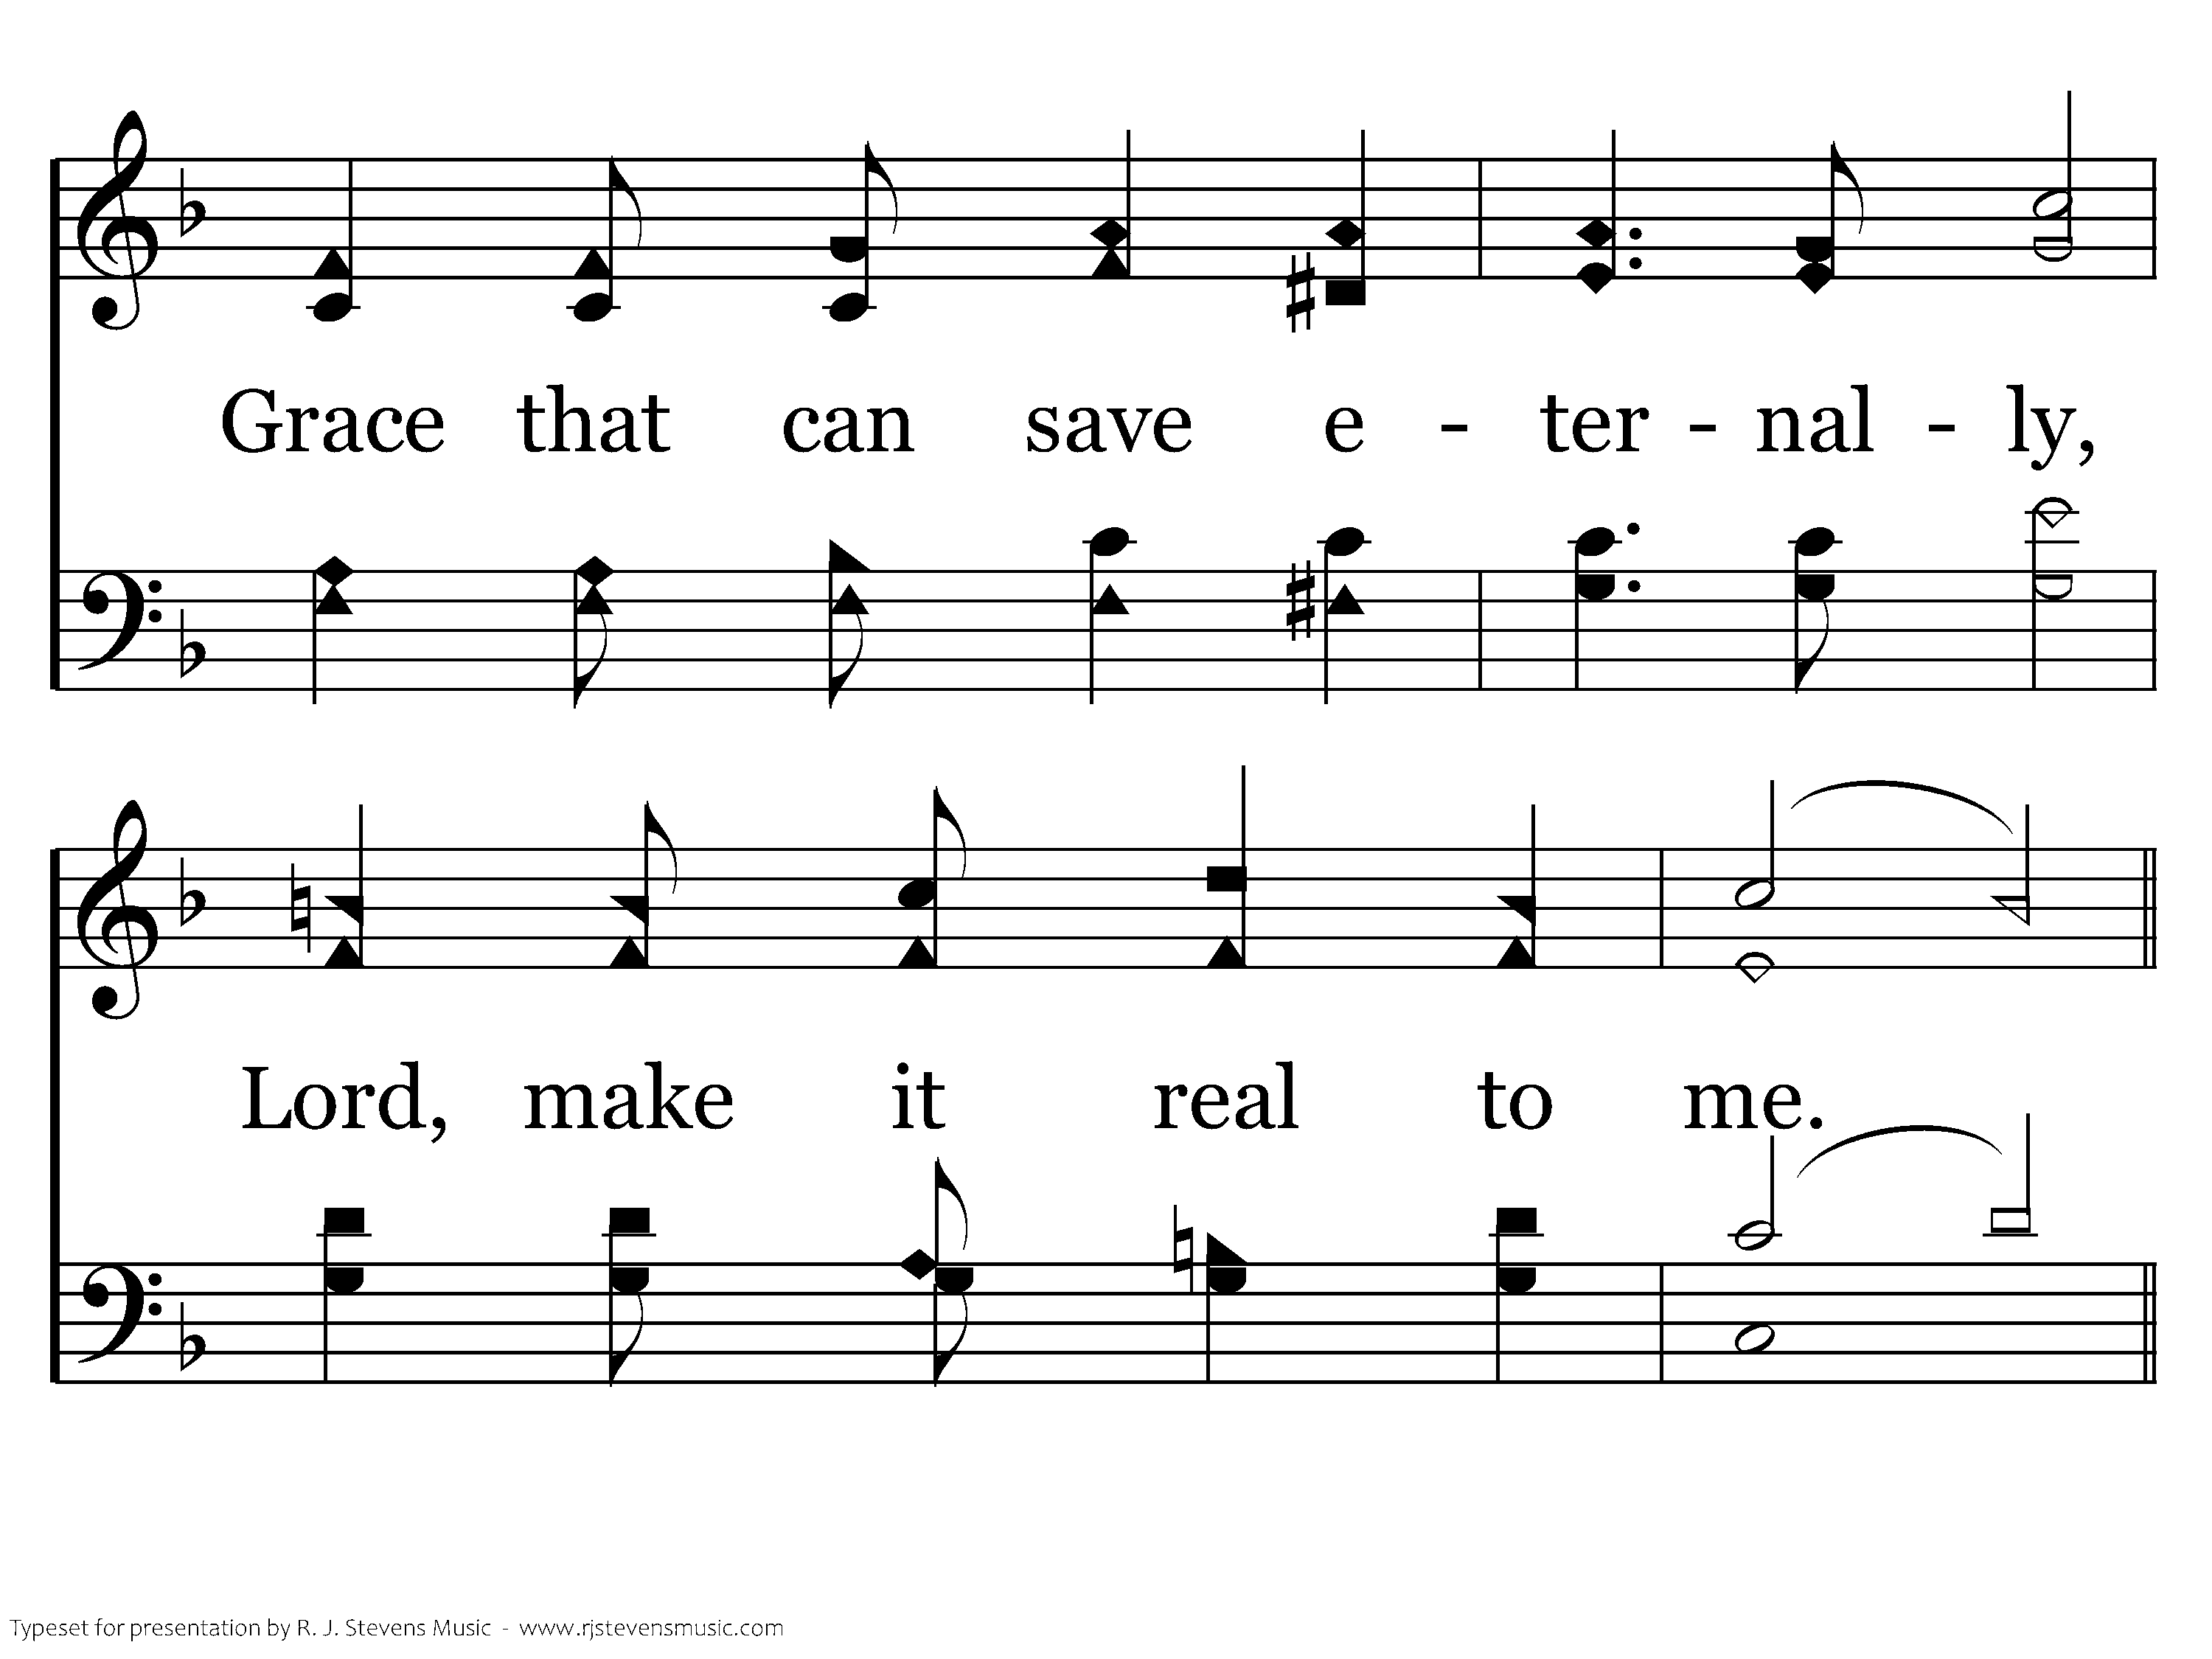 Grace that can save e - ter - nal - ly,
Lord, make it real to me.
Typeset for presentation by R. J. Stevens Music - www.rjstevensmusic.com